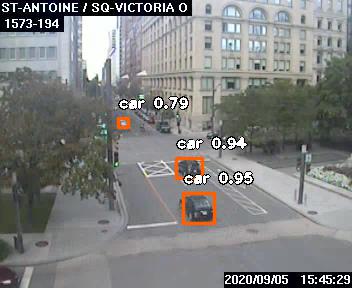 ST-ANTOINE / SQ-VICTORIA O
1573-194
car 0.79
car 0.94
car 0.95
2020/09/05 15:45:29